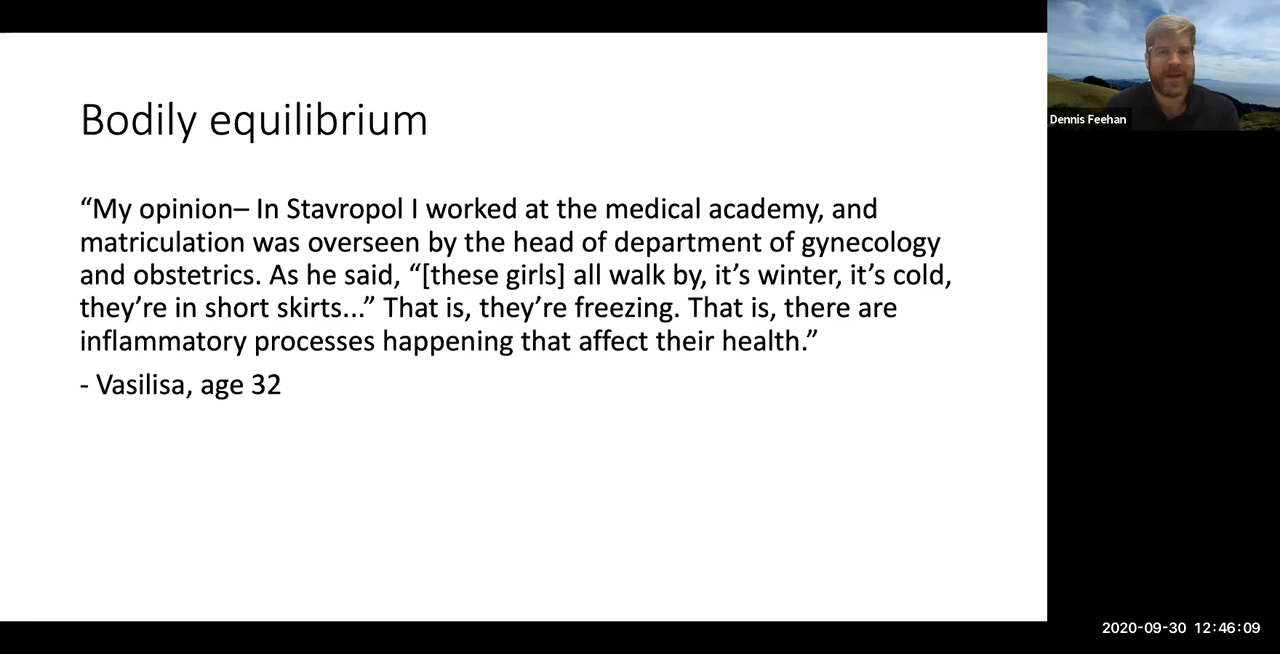 Bodily equilibrium
“My opinion– In Stavropol I worked at the medical academy, and
matriculation was overseen by the head of department of gynecology
and obstetrics. As he said, “[these girls] all walk by, it’s winter, it’s cold,
they’re in short skirts...” That is, they’re freezing. That is, there are
inflammatory processes happening that affect their health.”
- Vasilisa, age 32
Dennis Feehan
2020-09-30 12:46:09